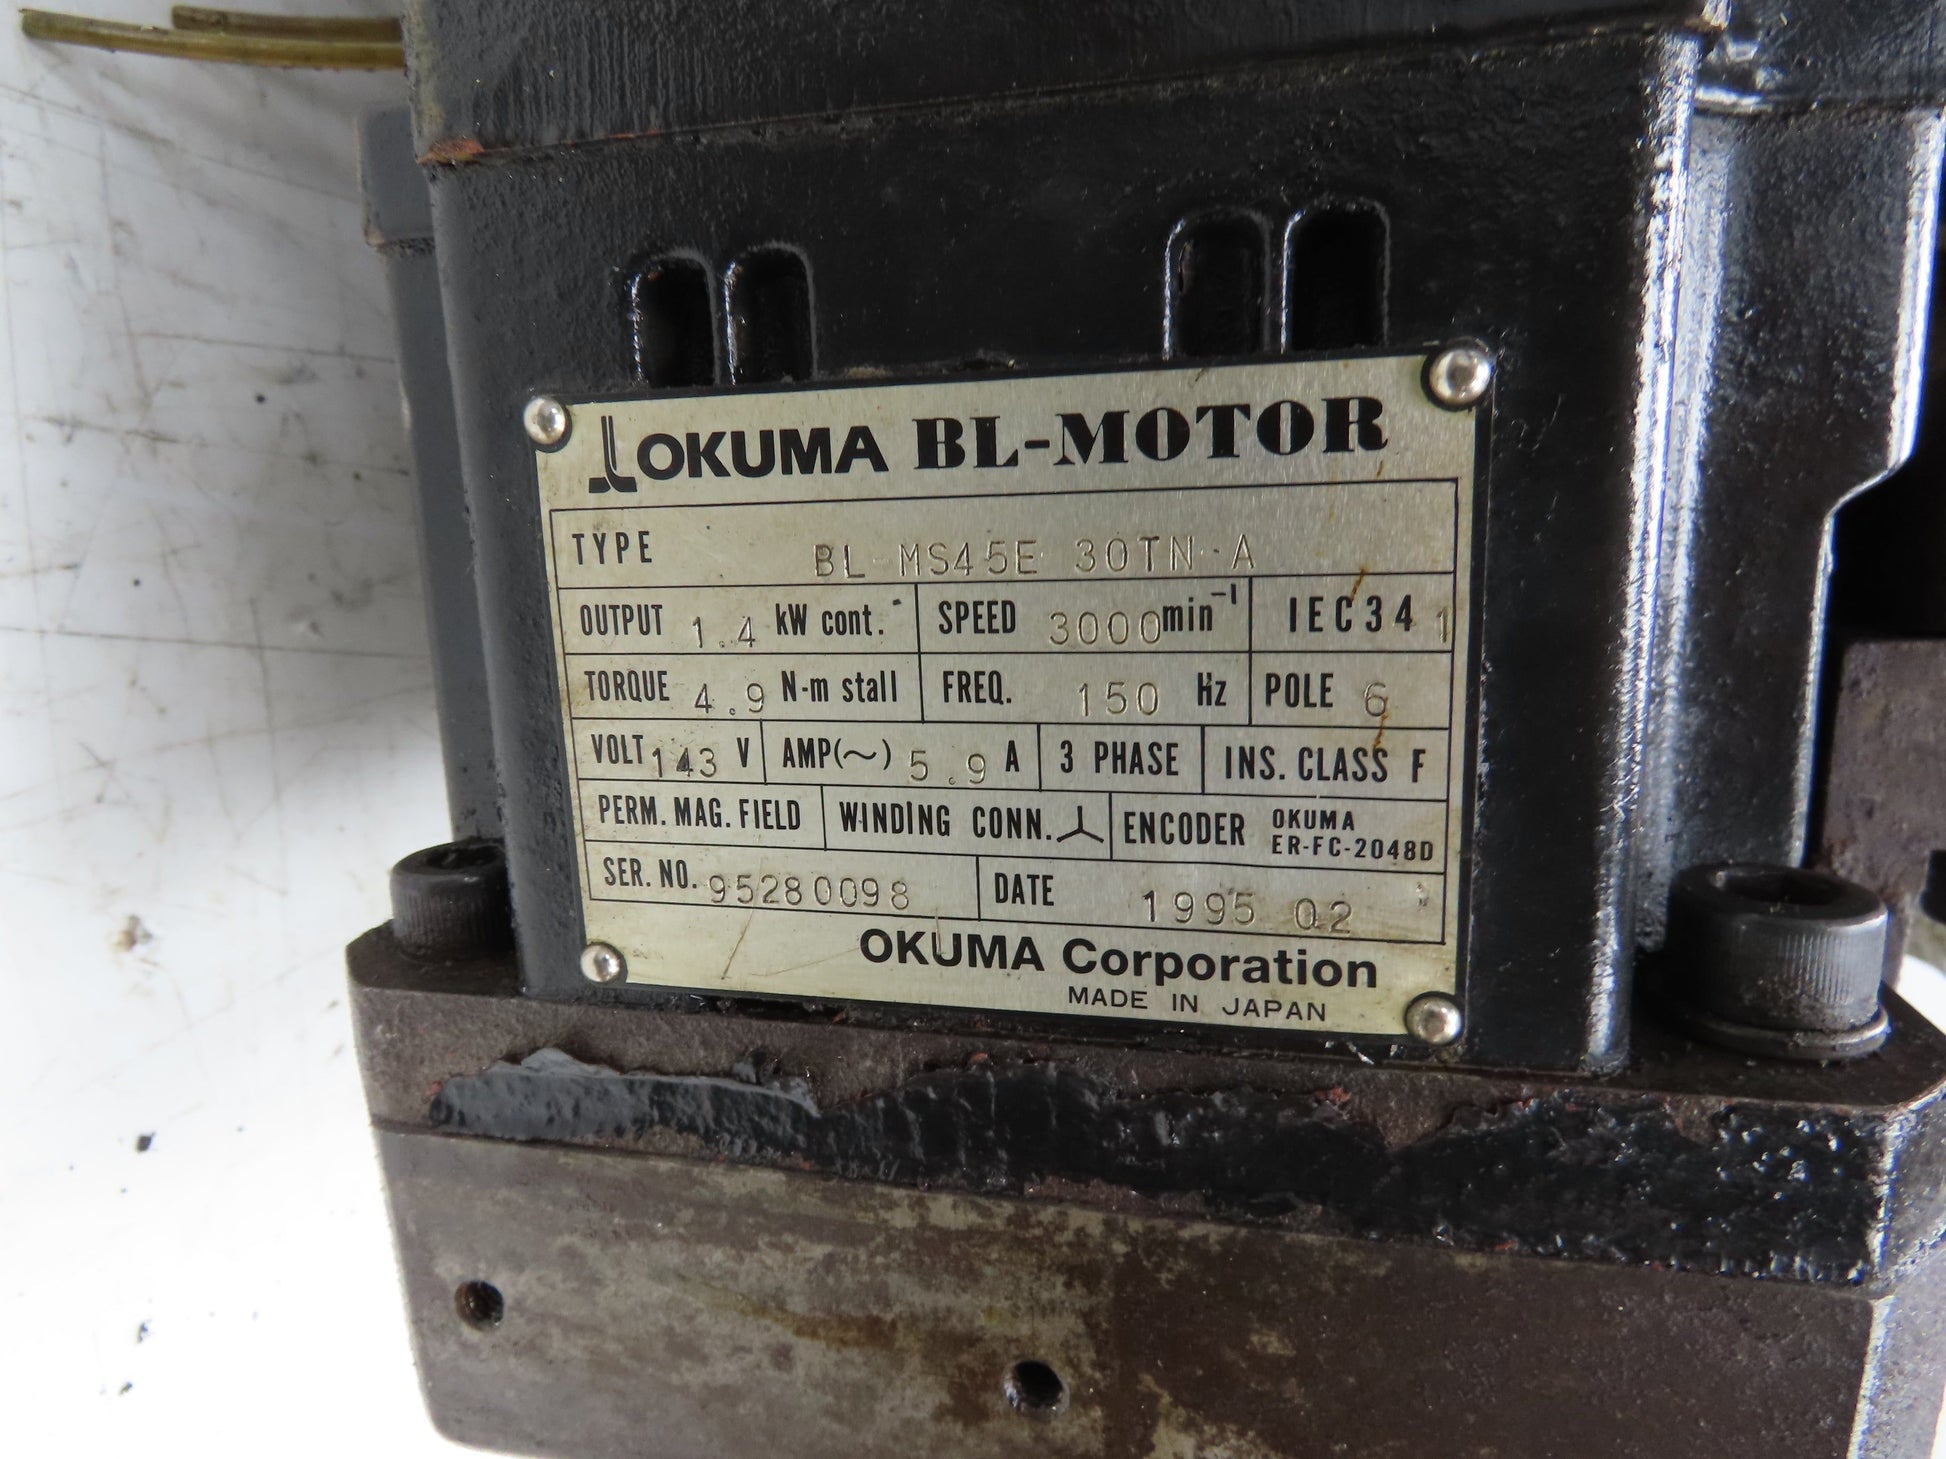 OKUMA BL-MOTOR
TYPE BL-MS45E-30TN-A
OUTPUT 1.4 kW cont. SPEED 3000 min⁻¹ IEC34 1
TORQUE 4.9 N-m stall FREQ. 150 Hz POLE 6
VOLT 143 V AMP(~) 5.9 A 3 PHASE INS. CLASS F
PERM. MAG. FIELD WINDING CONN. ENCODER OKUMA
ER-FC-2048D
SER. NO. 95280098 DATE 1995 02
OKUMA Corporation
MADE IN JAPAN